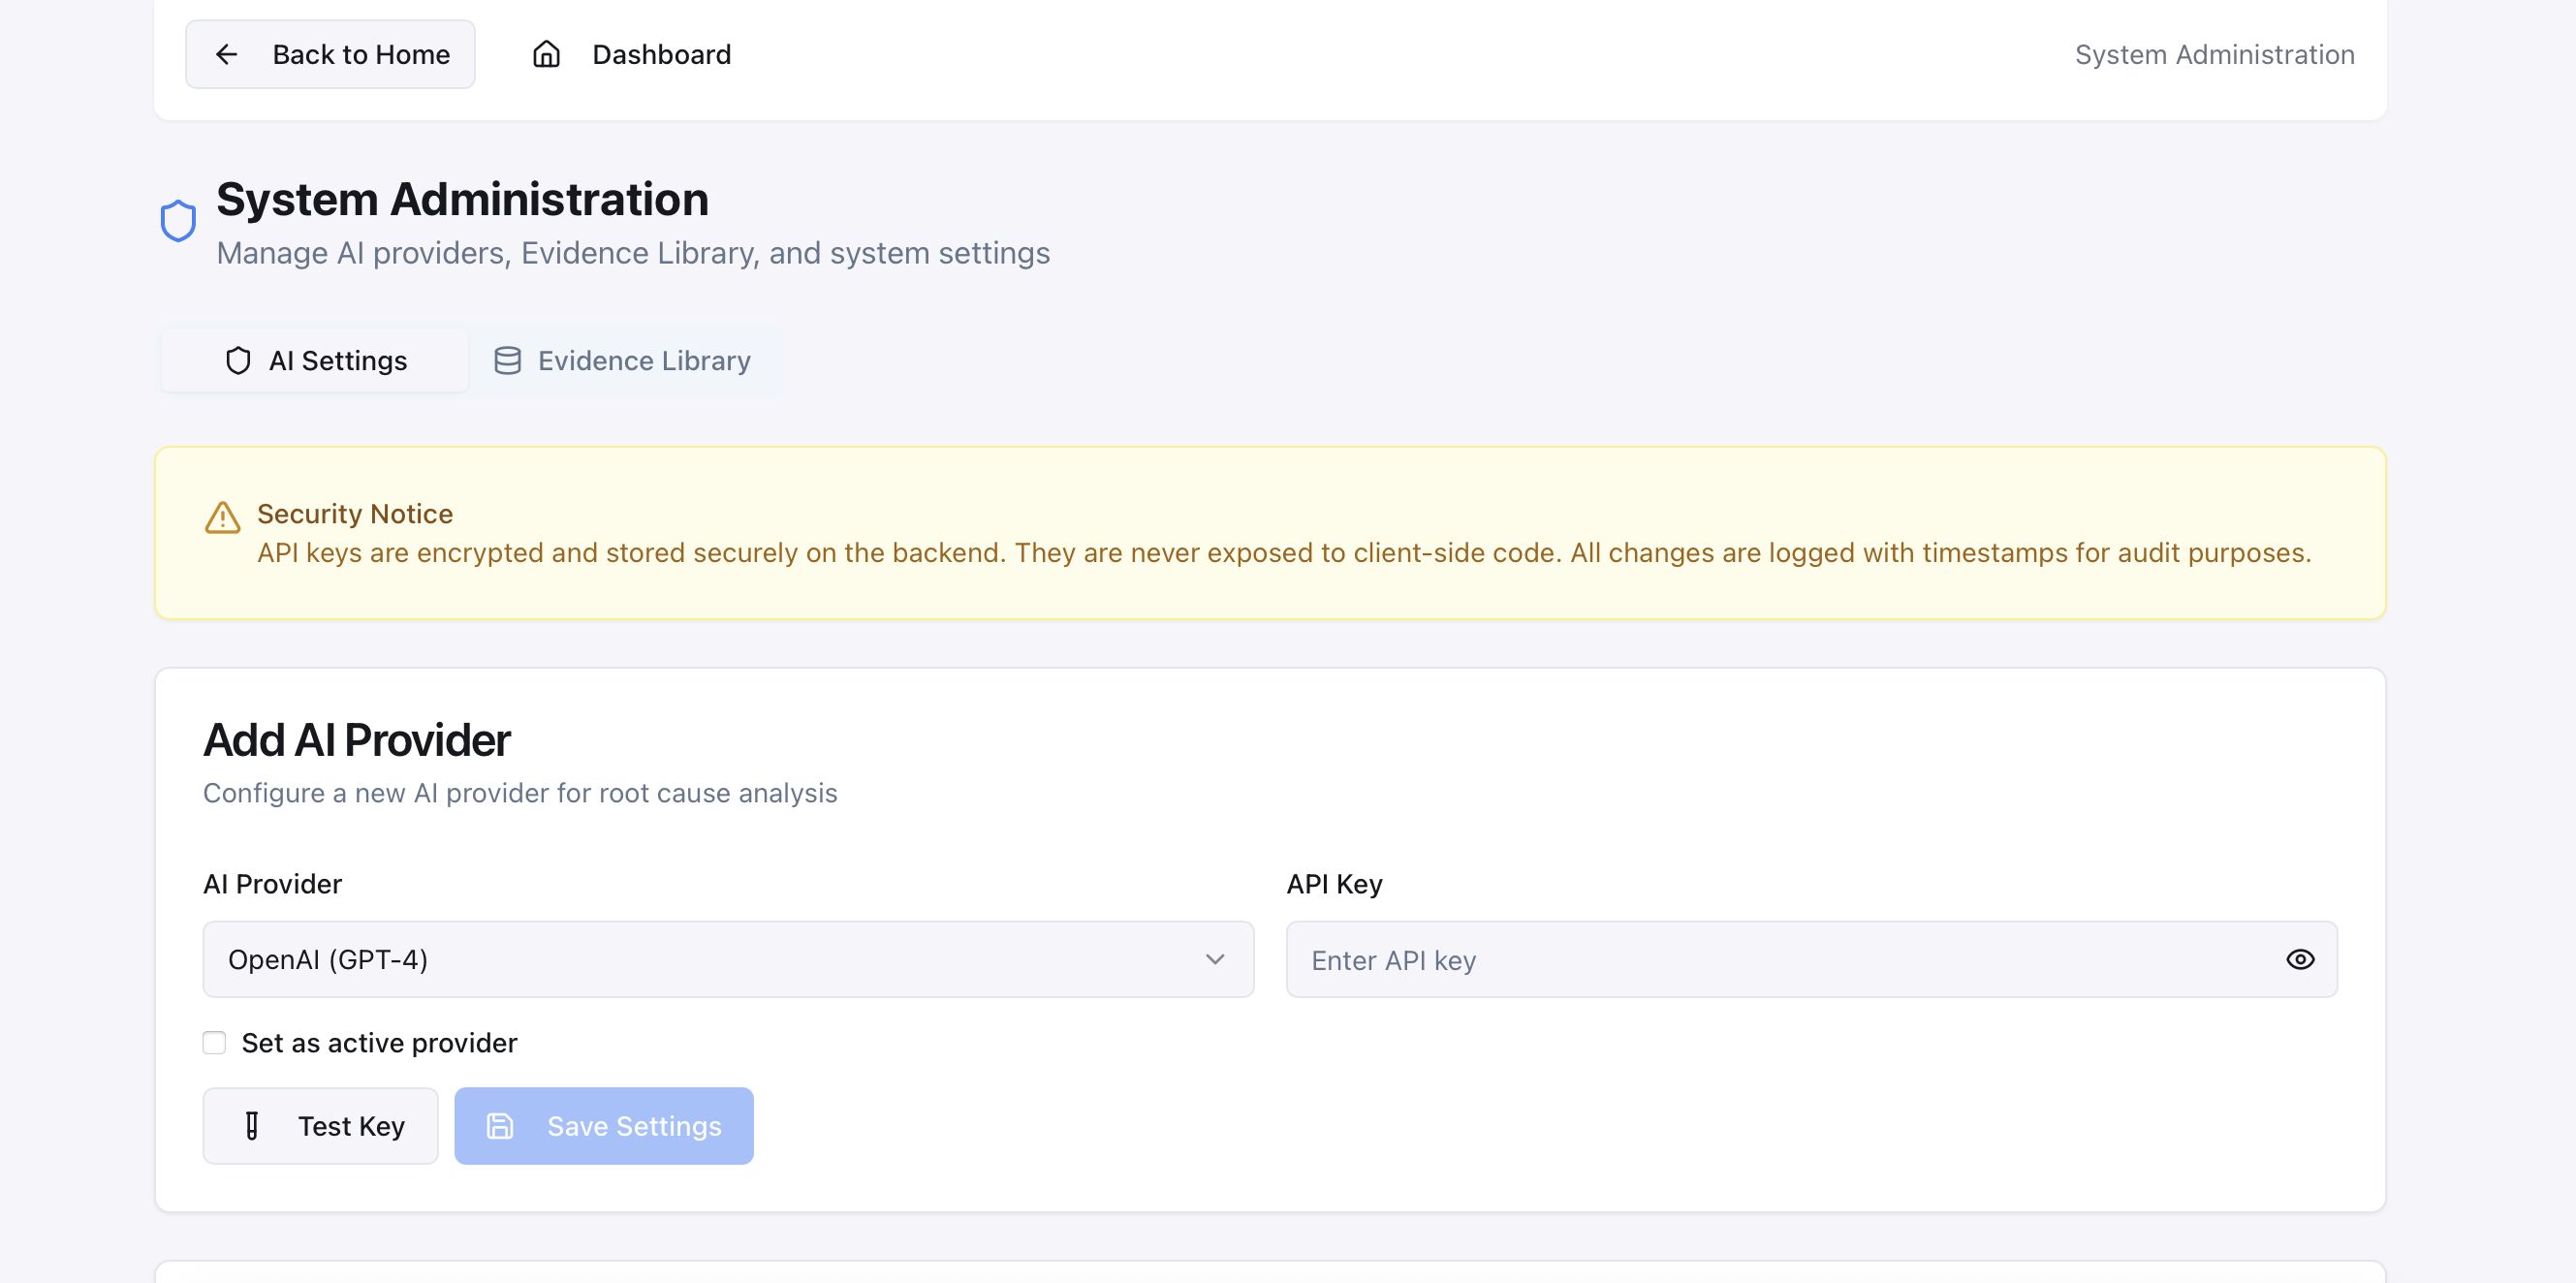 Back to Home
Dashboard
System Administration
System Administration
Manage AI providers, Evidence Library, and system settings
AI Settings
Evidence Library
Security Notice
API keys are encrypted and stored securely on the backend. They are never exposed to client-side code. All changes are logged with timestamps for audit purposes.
Add AI Provider
Configure a new AI provider for root cause analysis
AI Provider
API Key
OpenAI (GPT-4)
Enter API key
Set as active provider
Test Key
Save Settings